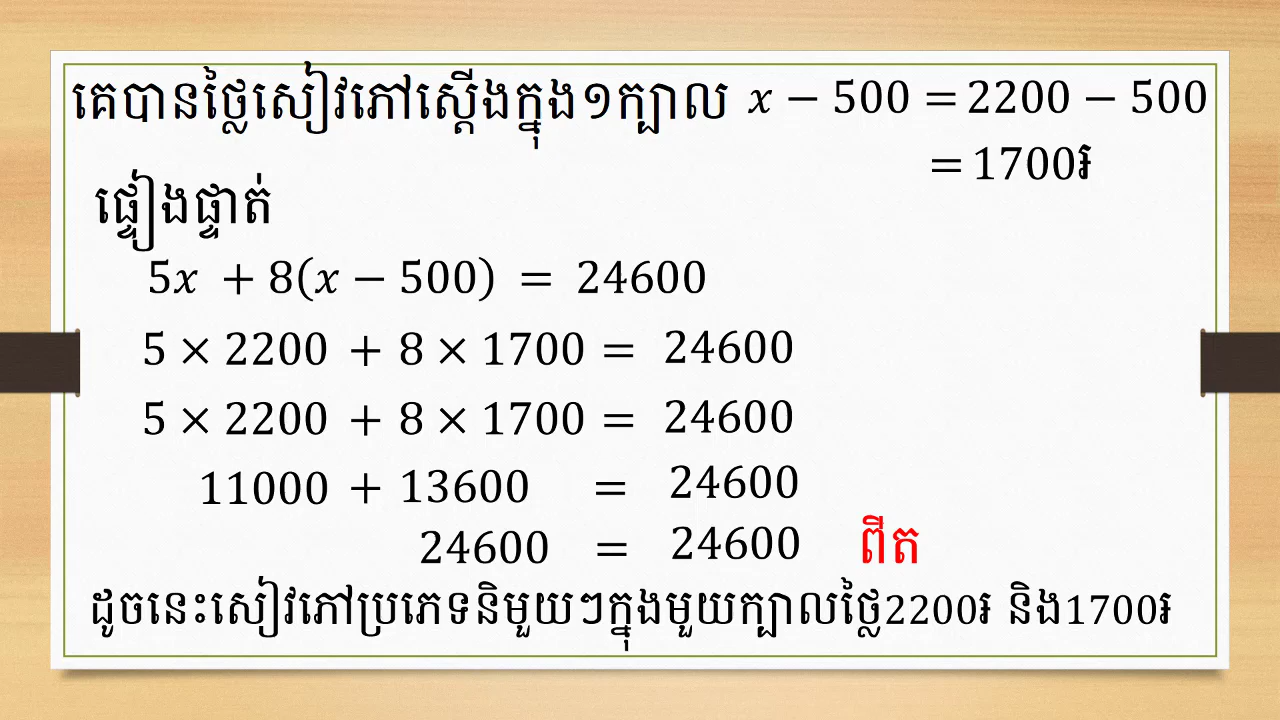 គេបានថ្លៃសៀវភៅស្ដើងក្នុង១ក្បាល x − 500 = 2200 − 500
= 1700៛
ផ្ទៀងផ្ទាត់
5x + 8(x − 500) = 24600
5 × 2200 + 8 × 1700 = 24600
5 × 2200 + 8 × 1700 = 24600
11000 + 13600 = 24600
24600 = 24600 ពីត
ដូចនេះសៀវភៅប្រភេទនិមួយៗក្នុងមួយក្បាលថ្លៃ2200៛ និង1700៛